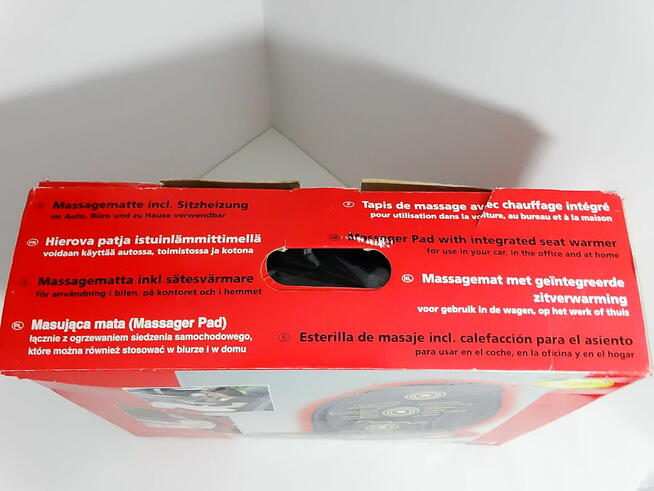 Massagematte incl. Sitzheizung
im Auto, Büro und zu Hause verwendbar
FIN Hierova patja istuinlämmittimellä
voidaan käyttää autossa, toimistossa ja kotona
Massagematta inkl sätesvärmare
för användning i bilen, på kontoret och i hemmet
PL Masująca mata (Massager Pad)
łącznie z ogrzewaniem siedzenia samochodowego,
które można również stosować w biurze i w domu
F Tapis de massage avec chauffage intégré
pour utilisation dans la voiture, au bureau et à la maison
GB Massager Pad with integrated seat warmer
for use in your car, in the office and at home
NL Massagemat met geïntegreerde
zitverwarming
voor gebruik in de wagen, op het werk of thuis
E Esterilla de masaje incl. calefacción para el asiento
para usar en el coche, en la oficina y en el hogar